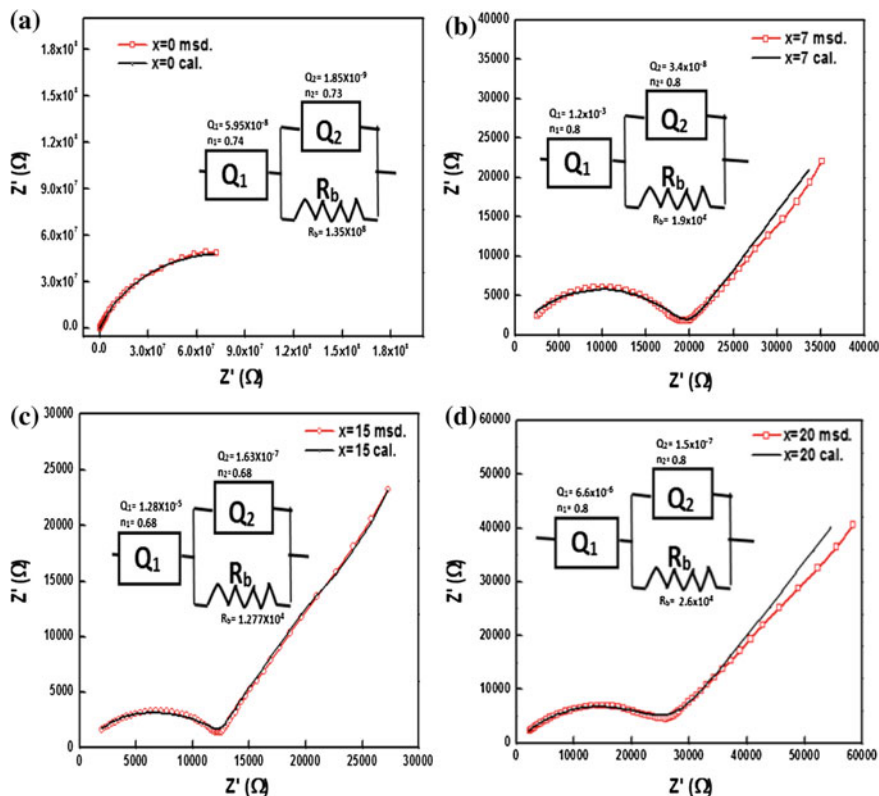 (a)
x=0 msd.
x=0 cal.
Q₂= 1.85X10⁻⁹
n₂= 0.73
Q₁= 5.95X10⁻⁸
n₁= 0.74
Q₁
Q₂
R_b
R_b= 1.35X10⁸
1.8x10⁸
1.5x10⁸
1.2x10⁸
9.0x10⁷
6.0x10⁷
3.0x10⁷
0.0
Z' (Ω)
0.0 3.0x10⁷ 6.0x10⁷ 9.0x10⁷ 1.2x10⁸ 1.5x10⁸ 1.8x10⁸
Z' (Ω)
(b)
x=7 msd.
x=7 cal.
Q₂= 3.4x10⁻⁸
n₂= 0.8
Q₁= 1.2x10⁻³
n₁= 0.8
Q₁
Q₂
R_b
R_b= 1.9x10⁴
40000
35000
30000
25000
20000
15000
10000
5000
0
Z' (Ω)
0 5000 10000 15000 20000 25000 30000 35000 40000
Z' (Ω)
(c)
x=15 msd.
x=15 cal.
Q₂= 1.63X10⁻⁷
n₂= 0.68
Q₁= 1.28X10⁻⁵
n₁= 0.68
Q₁
Q₂
R_b
R_b= 1.277X10⁴
30000
25000
20000
15000
10000
5000
0
Z' (Ω)
0 5000 10000 15000 20000 25000 30000
Z' (Ω)
(d)
x=20 msd.
x=20 cal.
Q₂= 1.5x10⁻⁷
n₂= 0.8
Q₁= 6.6x10⁻⁶
n₁= 0.8
Q₁
Q₂
R_b
R_b= 2.6x10⁴
60000
50000
40000
30000
20000
10000
0
Z' (Ω)
0 10000 20000 30000 40000 50000 60000
Z' (Ω)